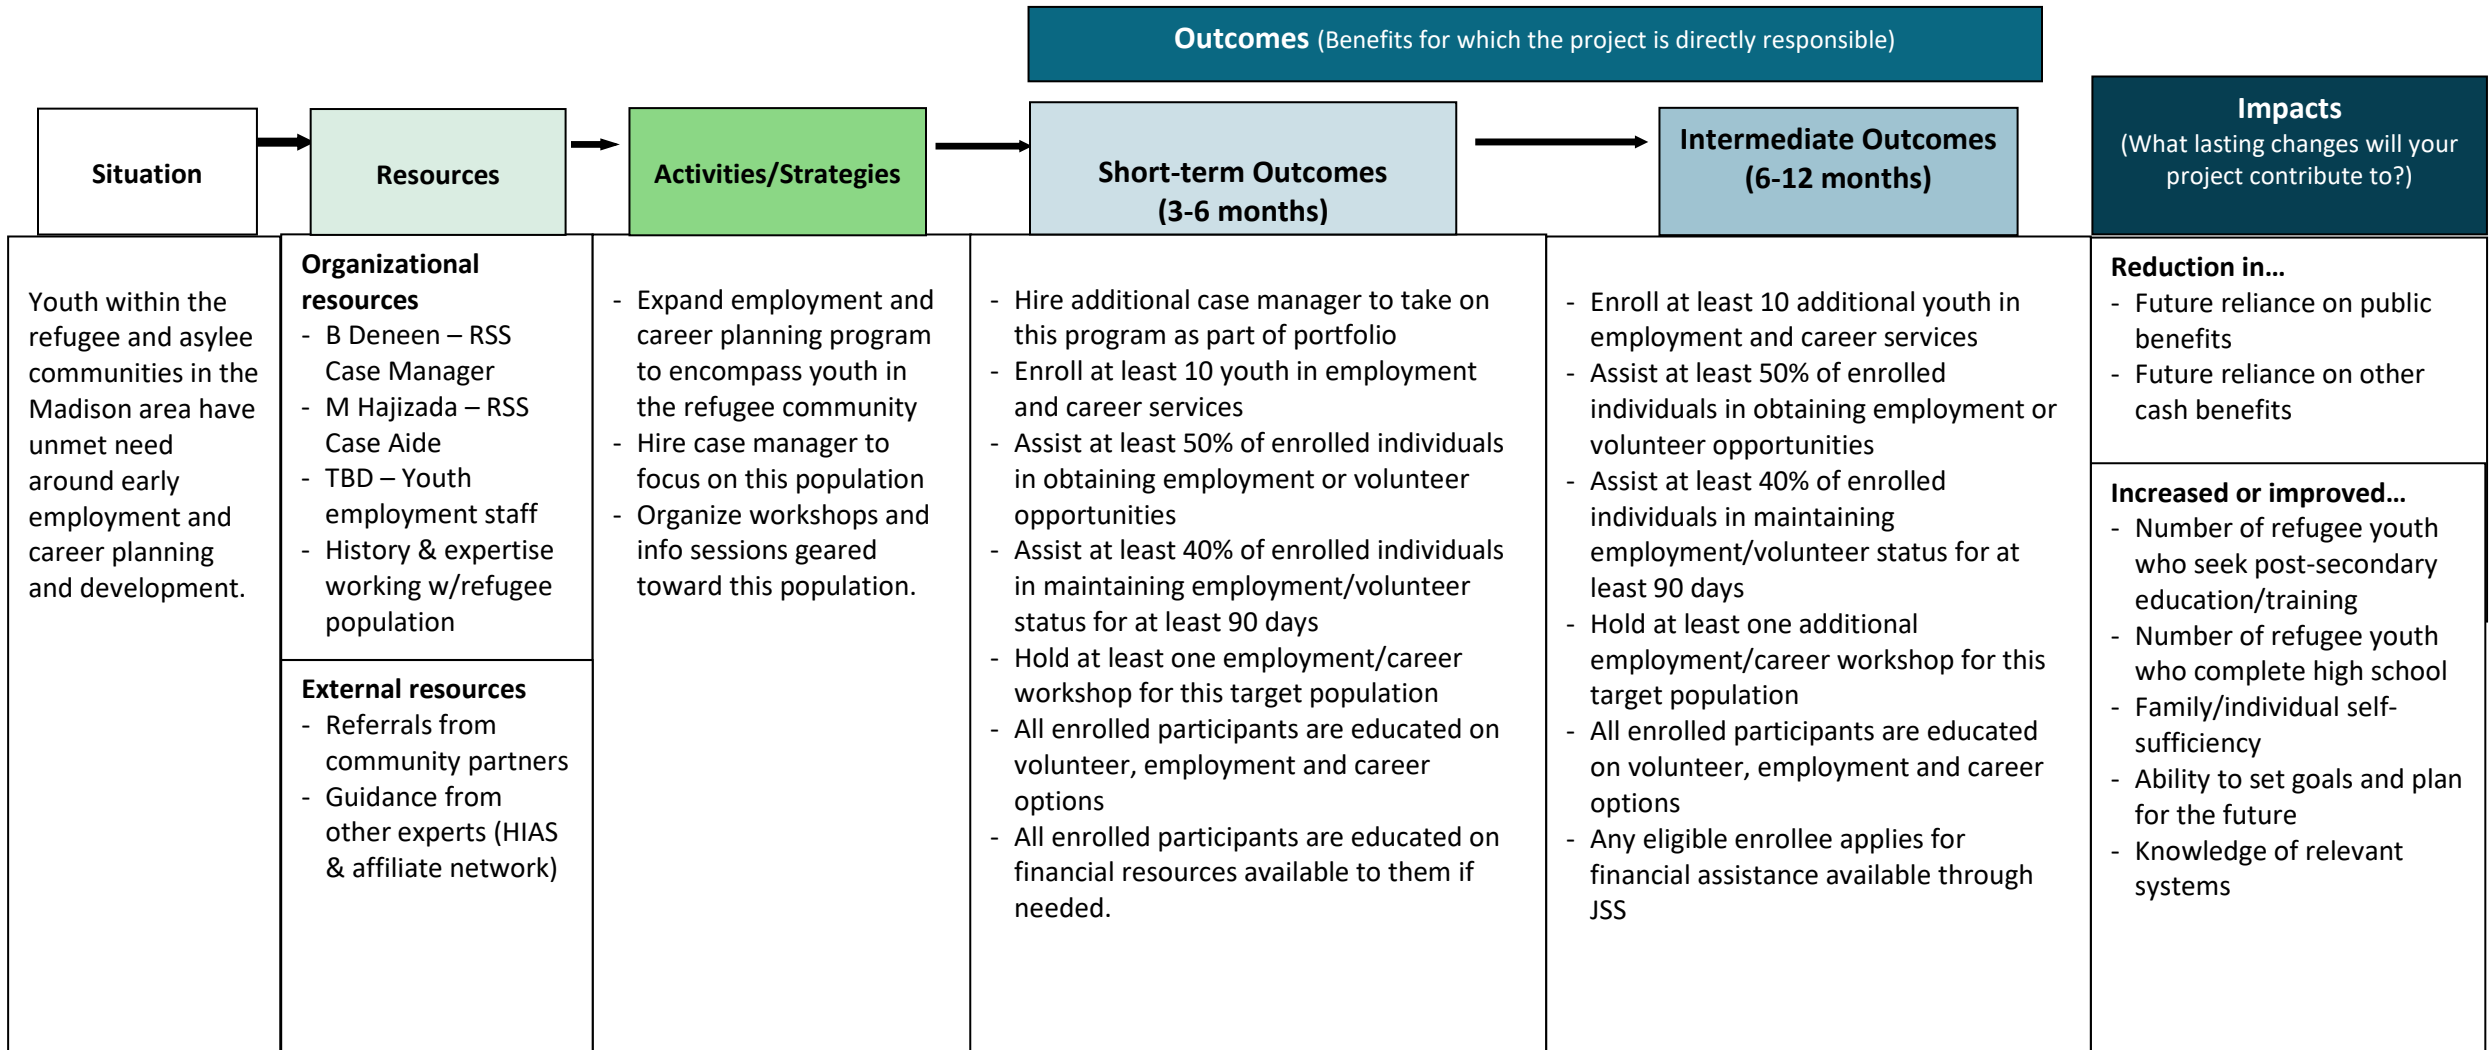 Outcomes (Benefits for which the project is directly responsible)
Situation
Resources
Activities/Strategies
Short-term Outcomes
(3-6 months)
Intermediate Outcomes
(6-12 months)
Impacts
(What lasting changes will your
project contribute to?)
Youth within the
refugee and asylee
communities in the
Madison area have
unmet need
around early
employment and
career planning
and development.
Organizational
resources
- B Deneen – RSS
Case Manager
- M Hajizada – RSS
Case Aide
- TBD – Youth
employment staff
- History & expertise
working w/refugee
population
External resources
- Referrals from
community partners
- Guidance from
other experts (HIAS
& affiliate network)
- Expand employment and
career planning program
to encompass youth in
the refugee community
- Hire case manager to
focus on this population
- Organize workshops and
info sessions geared
toward this population.
- Hire additional case manager to take on
this program as part of portfolio
- Enroll at least 10 youth in employment
and career services
- Assist at least 50% of enrolled individuals
in obtaining employment or volunteer
opportunities
- Assist at least 40% of enrolled individuals
in maintaining employment/volunteer
status for at least 90 days
- Hold at least one employment/career
workshop for this target population
- All enrolled participants are educated on
volunteer, employment and career
options
- All enrolled participants are educated on
financial resources available to them if
needed.
- Enroll at least 10 additional youth in
employment and career services
- Assist at least 50% of enrolled
individuals in obtaining employment or
volunteer opportunities
- Assist at least 40% of enrolled
individuals in maintaining
employment/volunteer status for at
least 90 days
- Hold at least one additional
employment/career workshop for this
target population
- All enrolled participants are educated
on volunteer, employment and career
options
- Any eligible enrollee applies for
financial assistance available through
JSS
Reduction in…
- Future reliance on public
benefits
- Future reliance on other
cash benefits
Increased or improved…
- Number of refugee youth
who seek post-secondary
education/training
- Number of refugee youth
who complete high school
- Family/individual self-
sufficiency
- Ability to set goals and plan
for the future
- Knowledge of relevant
systems